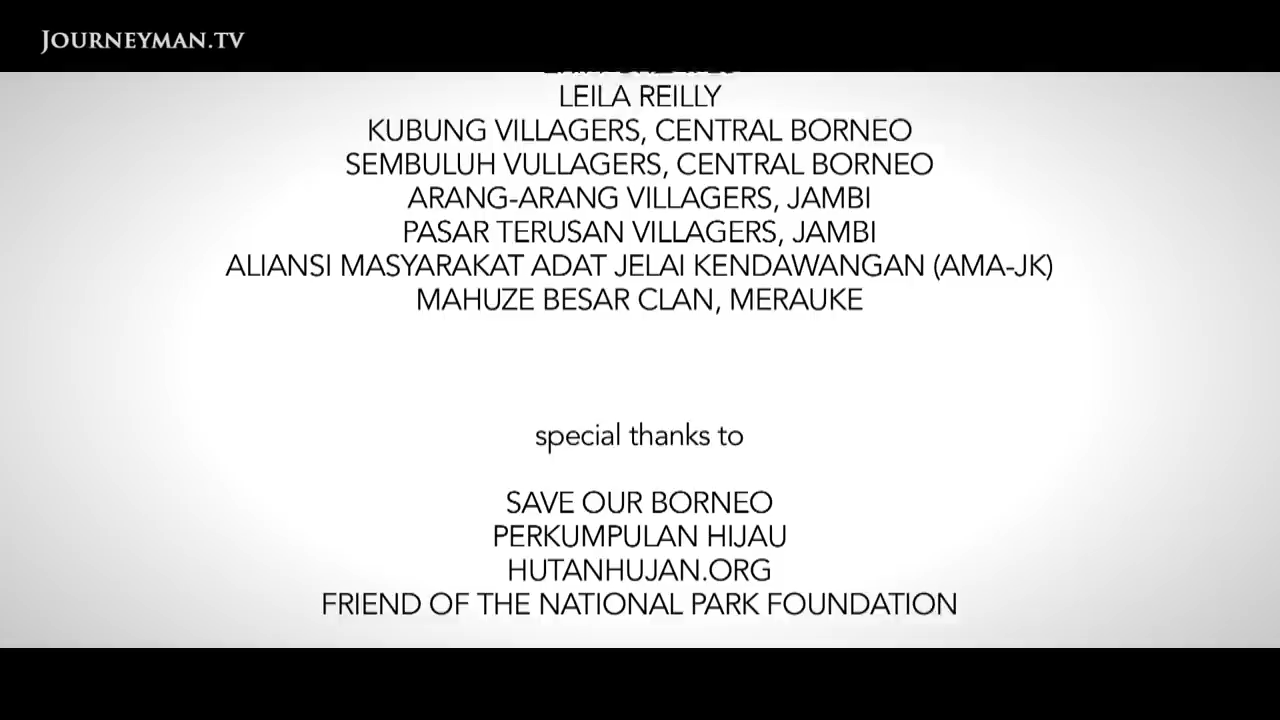 JOURNEYMAN.TV
LEILA REILLY
KUBUNG VILLAGERS, CENTRAL BORNEO
SEMBULUH VULLAGERS, CENTRAL BORNEO
ARANG-ARANG VILLAGERS, JAMBI
PASAR TERUSAN VILLAGERS, JAMBI
ALIANSI MASYARAKAT ADAT JELAI KENDAWANGAN (AMA-JK)
MAHUZE BESAR CLAN, MERAUKE
special thanks to
SAVE OUR BORNEO
PERKUMPULAN HIJAU
HUTANHUJAN.ORG
FRIEND OF THE NATIONAL PARK FOUNDATION